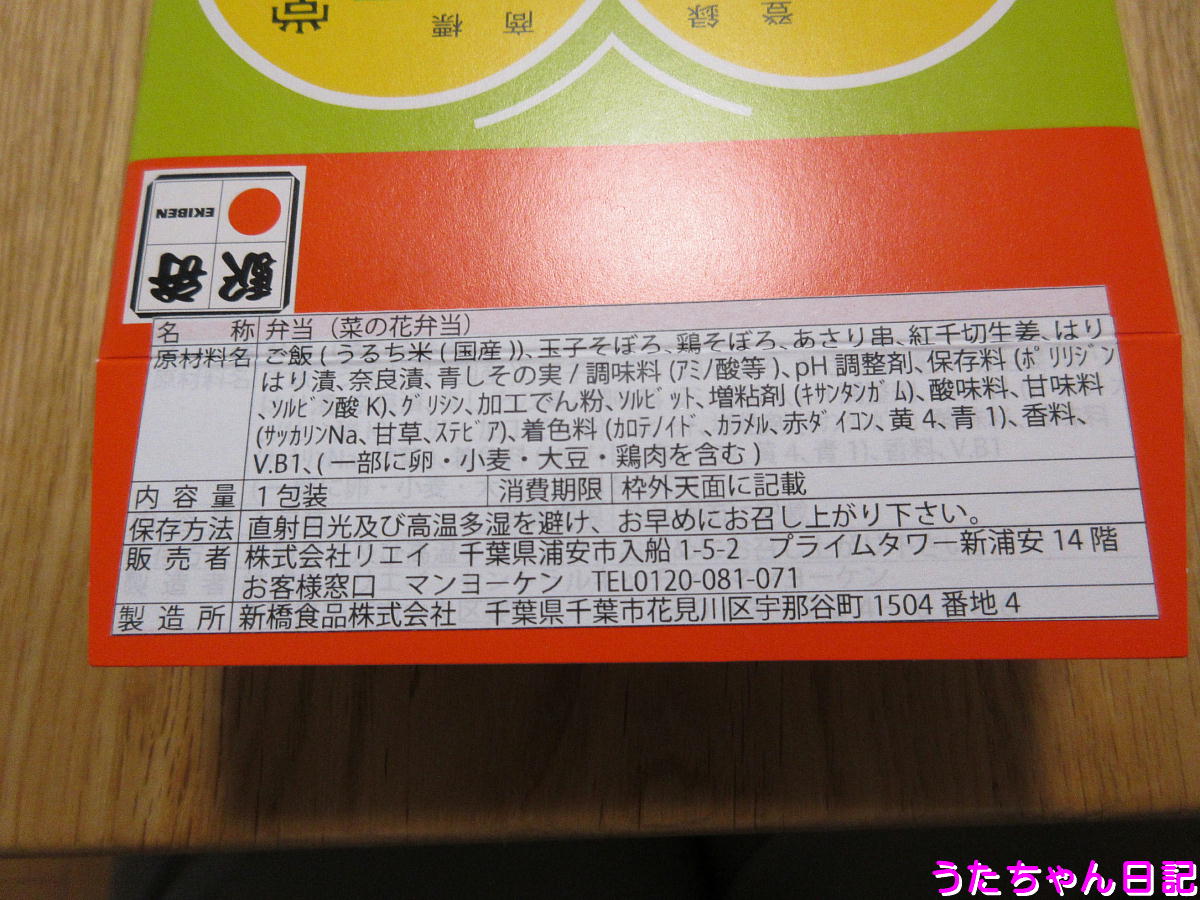 堂 商標 登録
EKIBEN
駅弁
名称 弁当（菜の花弁当）
原材料名 ご飯(うるち米(国産))、玉子そぼろ、鶏そぼろ、あさり串、紅千切生姜、はり
はり漬、奈良漬、青しその実/調味料(アミノ酸等)、pH調整剤、保存料(ポリリジン
、ソルビン酸K)、グリシン、加工でん粉、ソルビット、増粘剤(キサンタンガム)、酸味料、甘味料
(サッカリンNa、甘草、ステビア)、着色料(カロテノイド、カラメル、赤ダイコン、黄4、青1)、香料、
V.B1、(一部に卵・小麦・大豆・鶏肉を含む)
内容量 1包装 消費期限 枠外天面に記載
保存方法 直射日光及び高温多湿を避け、お早めにお召し上がり下さい。
販売者 株式会社リエイ 千葉県浦安市入船1-5-2 プライムタワー新浦安14階
お客様窓口 マンヨーケン TEL0120-081-071
製造所 新橋食品株式会社 千葉県千葉市花見川区宇那谷町1504番地4
うたちゃん日記